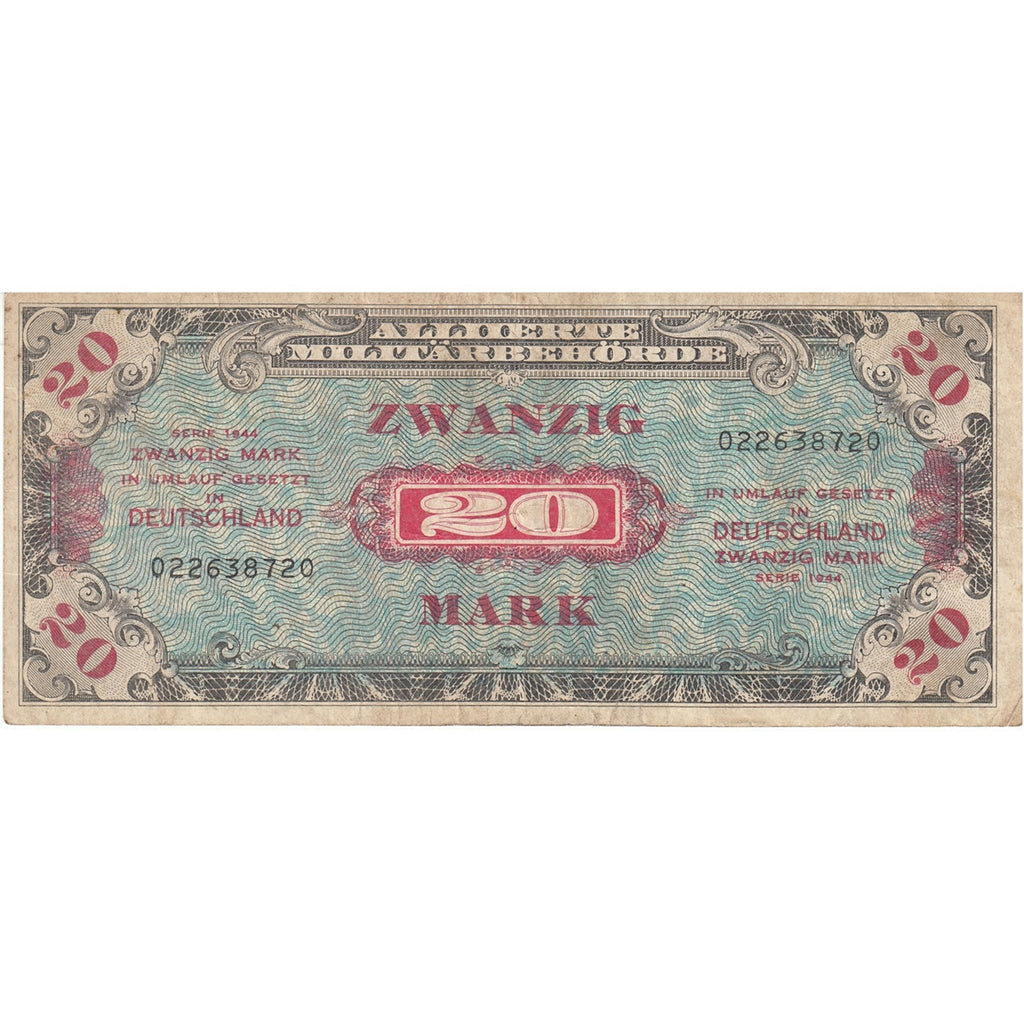 ALLIIERTE
MILITÄRBEHÖRDE
20
20
ZWANZIG
SERIE 1944
ZWANZIG MARK
IN UMLAUF GESETZT
IN
DEUTSCHLAND
022638720
20
022638720
IN UMLAUF GESETZT
IN
DEUTSCHLAND
ZWANZIG MARK
SERIE 1944
MARK
20
20